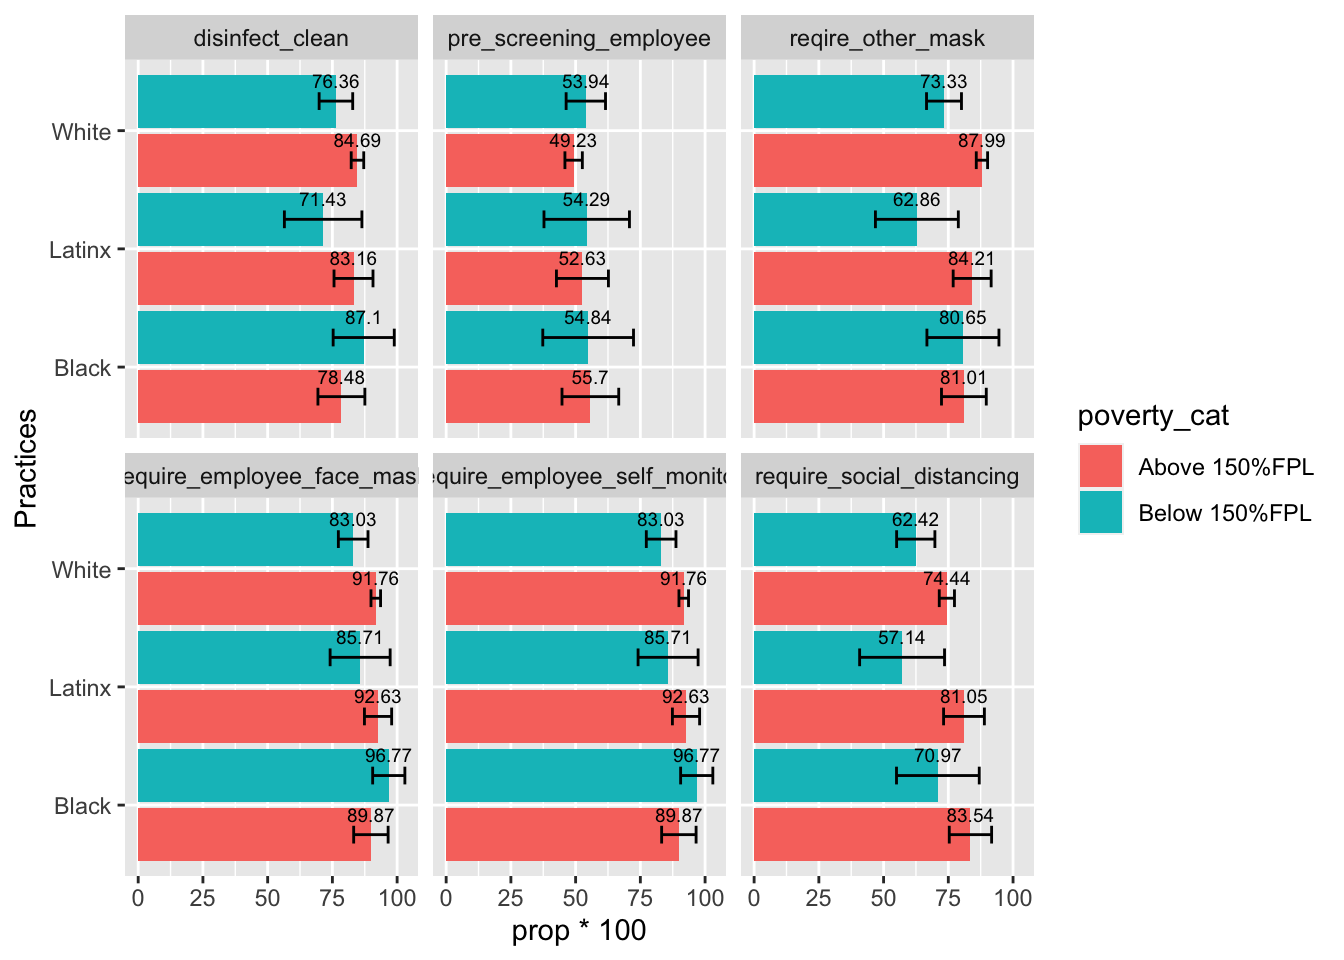 disinfect_clean
pre_screening_employee
reqire_other_mask
White
76.36
84.69
53.94
49.23
73.33
87.99
Latinx
71.43
83.16
54.29
52.63
62.86
84.21
Black
87.1
78.48
54.84
55.7
80.65
81.01
Practices
equire_employee_face_mas
equire_employee_self_monito
require_social_distancing
White
83.03
91.76
83.03
91.76
62.42
74.44
Latinx
85.71
92.63
85.71
92.63
57.14
81.05
Black
96.77
89.87
96.77
89.87
70.97
83.54
0 25 50 75 100
0 25 50 75 100
0 25 50 75 100
prop * 100
poverty_cat
Above 150%FPL
Below 150%FPL